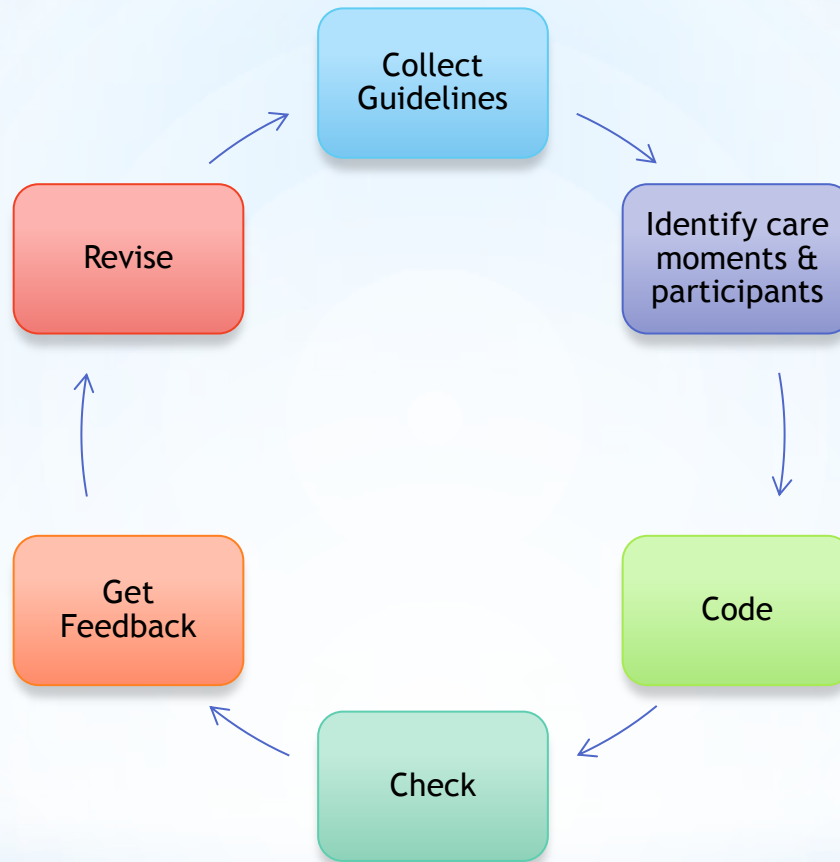 Collect
Guidelines
Identify care
moments &
participants
Code
Check
Get
Feedback
Revise